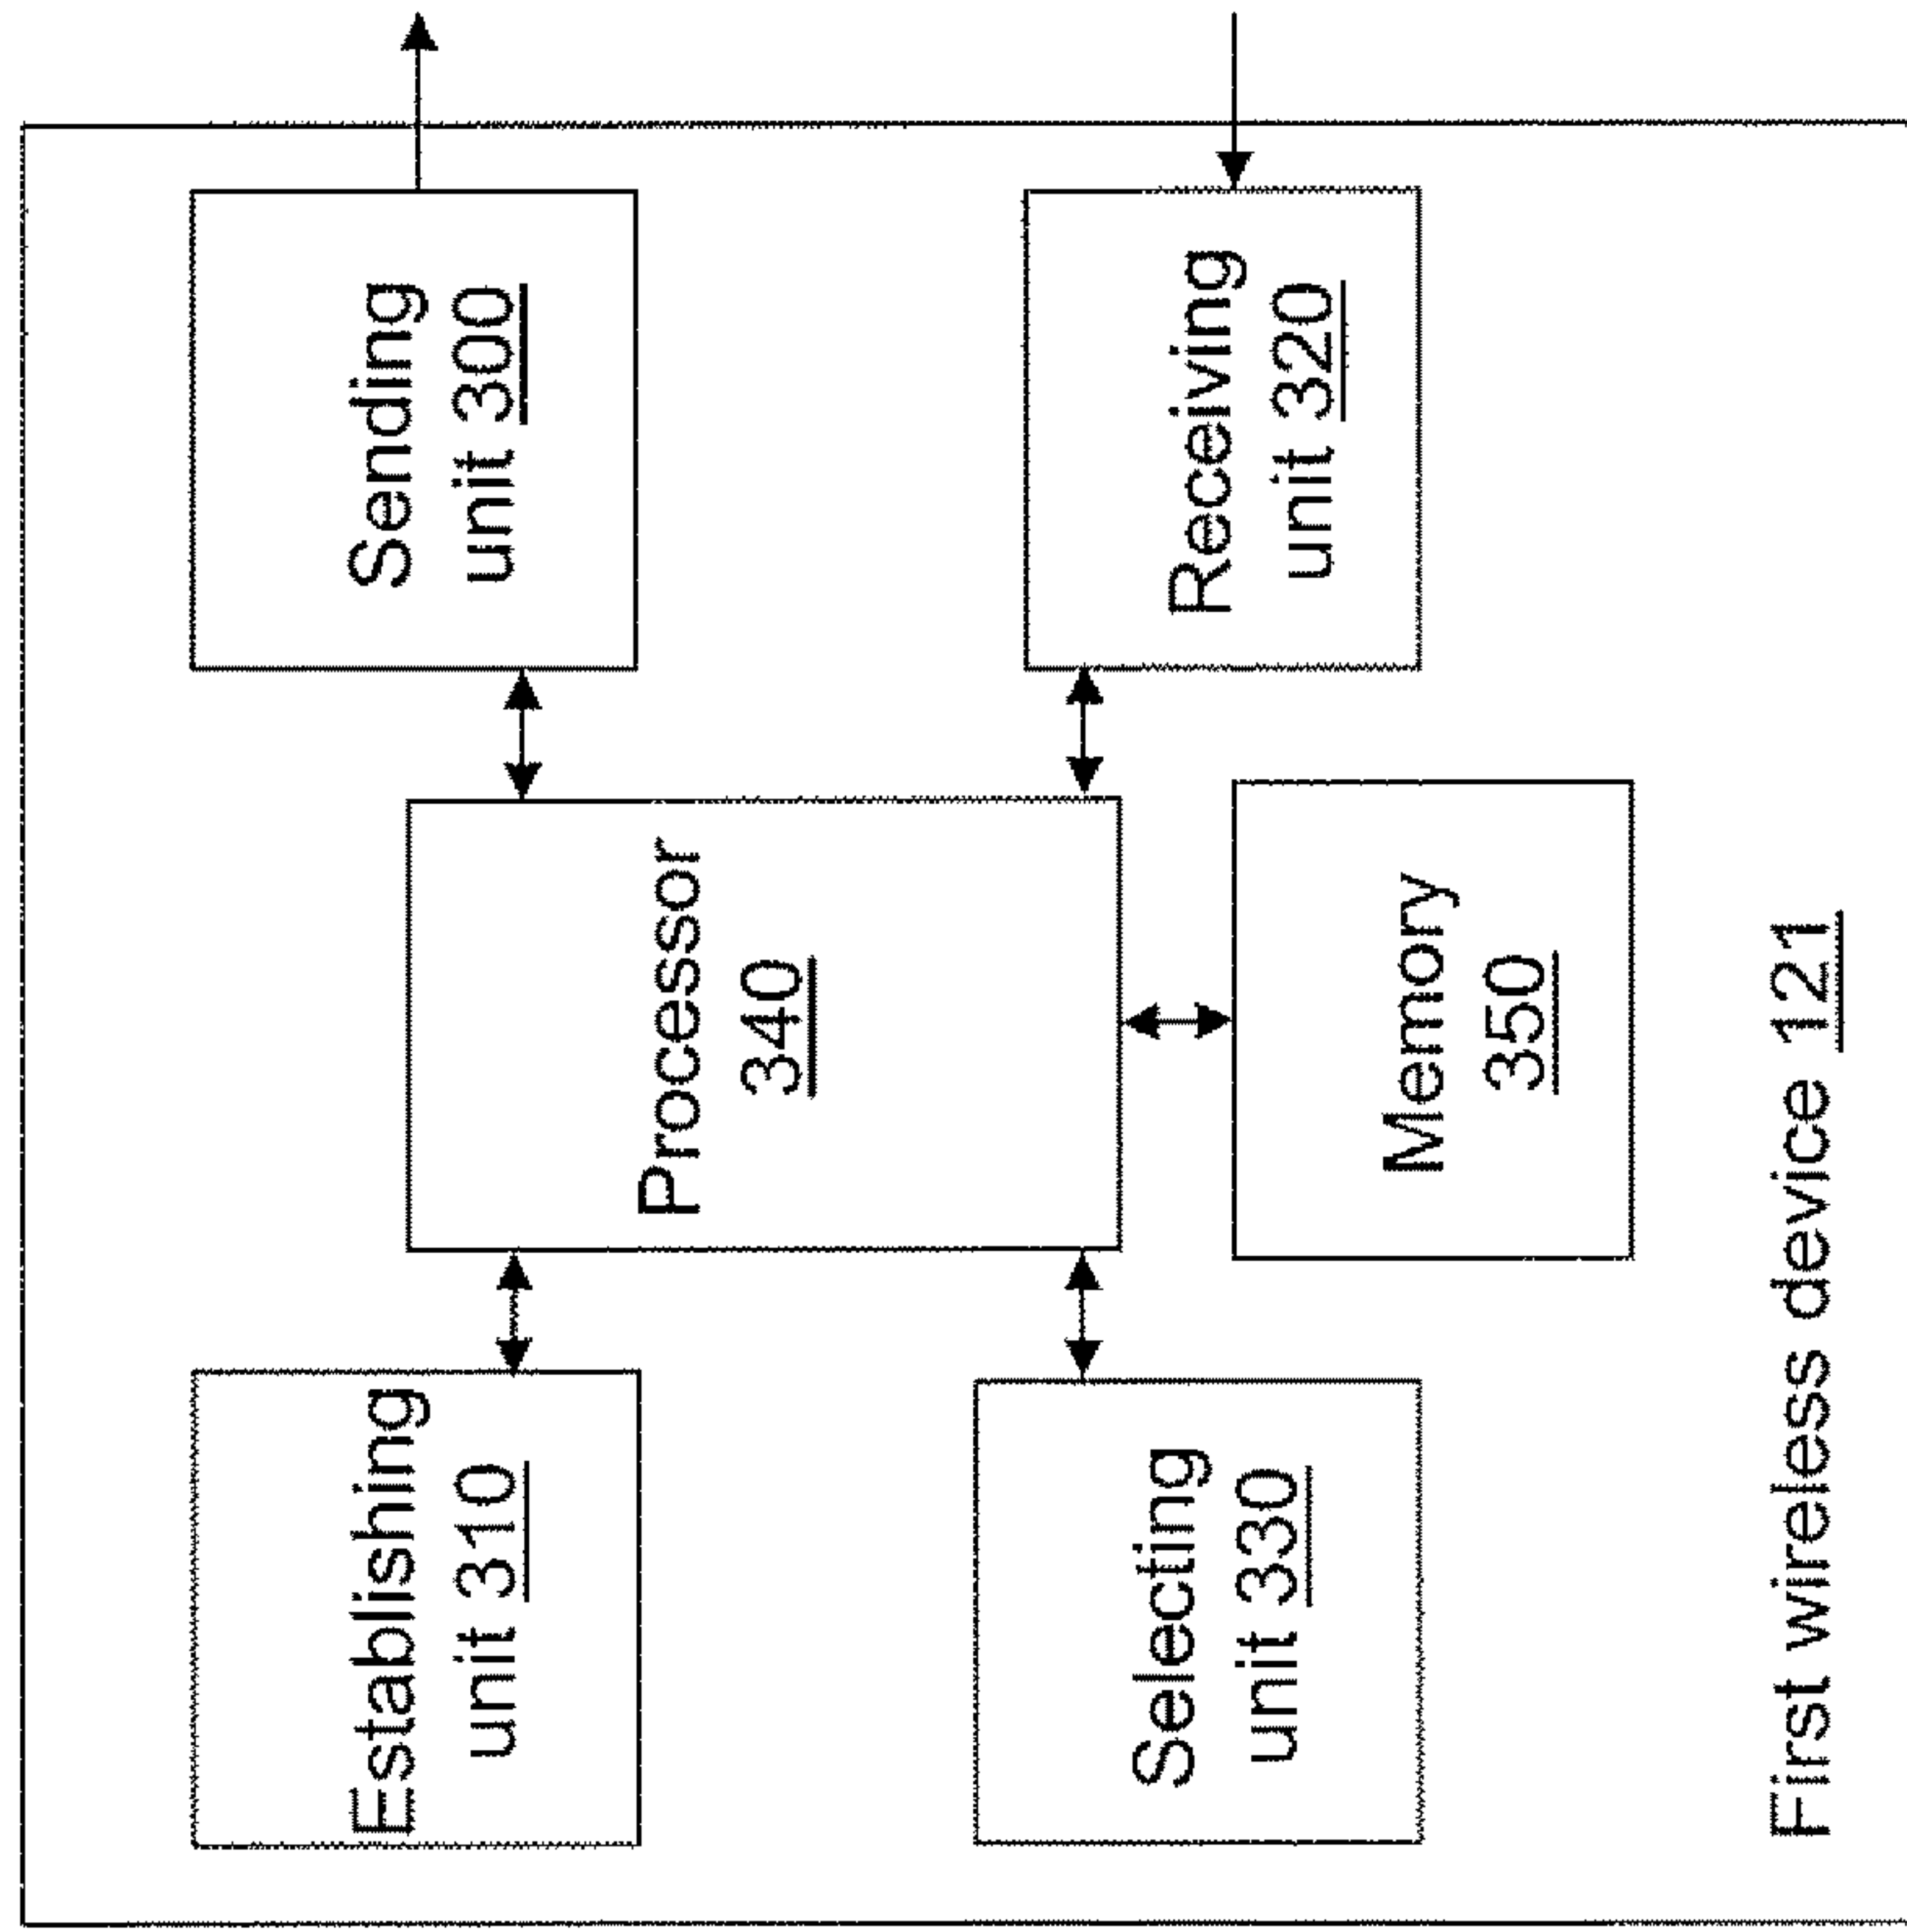 Establishing
unit 310
Processor
340
Sending
unit 300
Selecting
unit 330
Memory
350
Receiving
unit 320
First wireless device 121